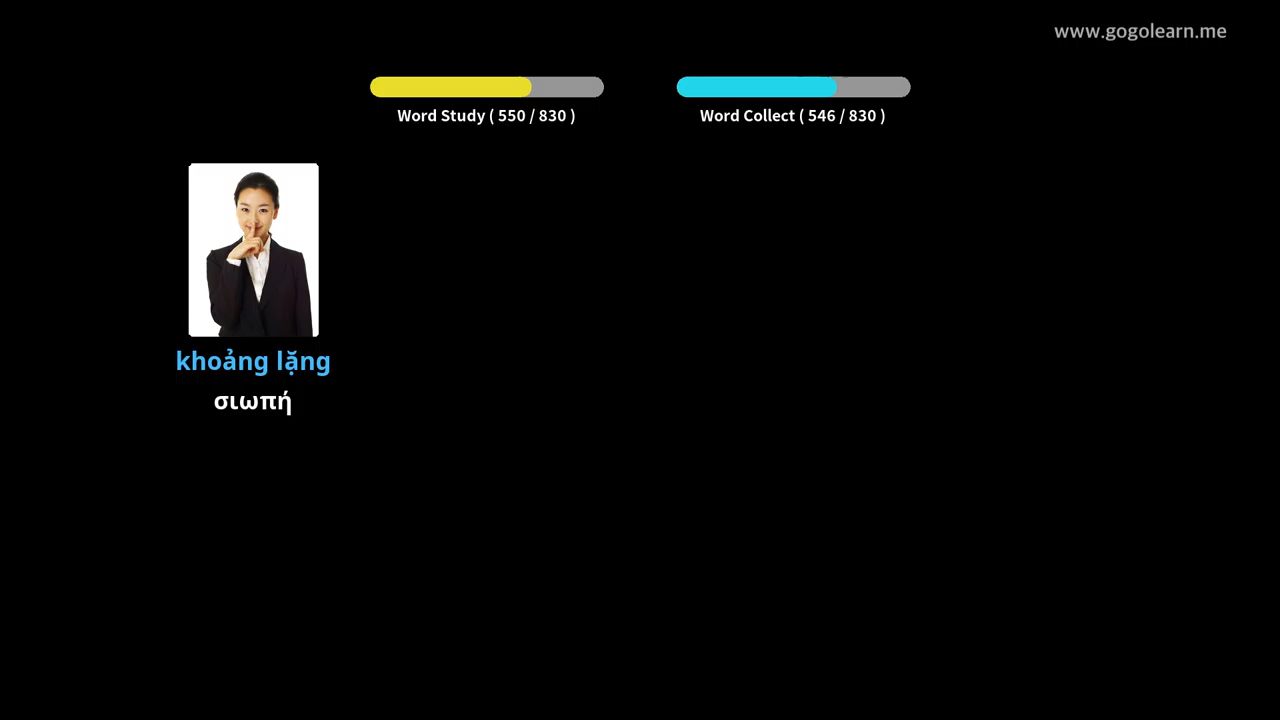 www.gogolearn.me
Word Study ( 550 / 830 )
Word Collect ( 546 / 830 )
khoảng lặng
σιωπή